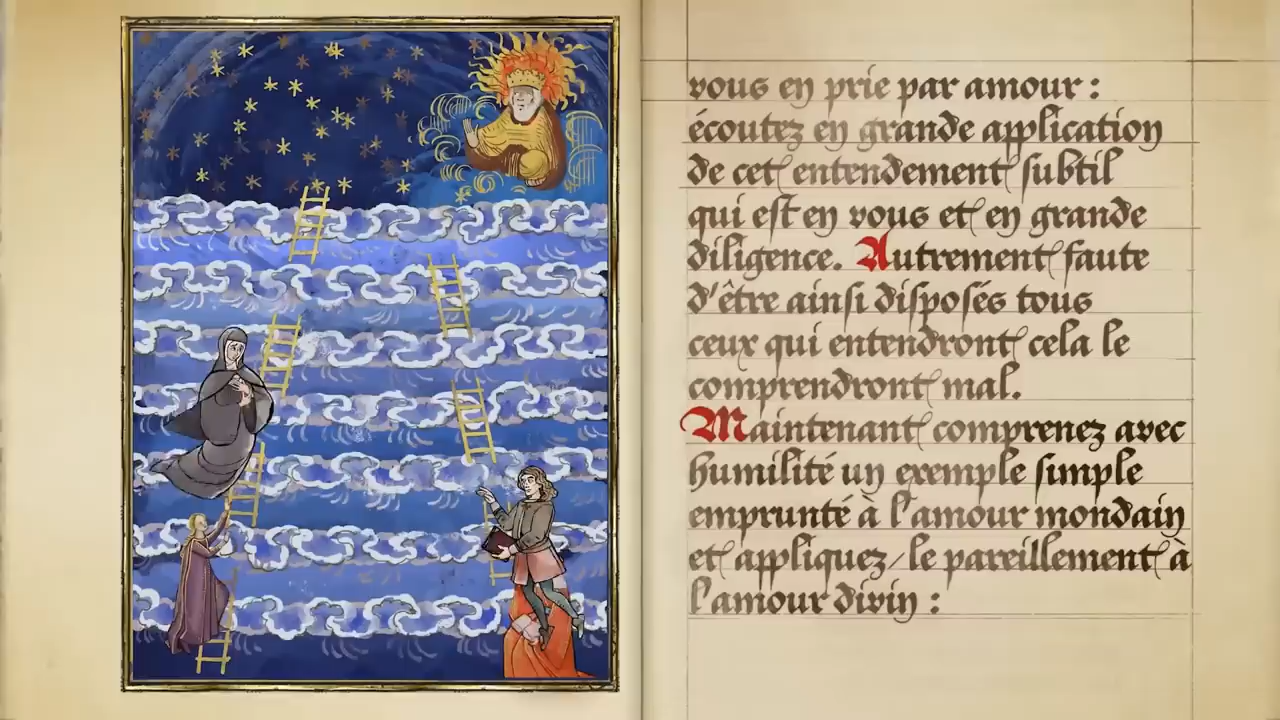 vous en prie par amour :
écoutez en grande application
de cet entendement subtil
qui est en vous et en grande
diligence. Autrement faute
d'être ainsi disposés tous
ceux qui entendront cela le
comprendront mal.
Maintenant comprenez avec
humilité un exemple simple
emprunté à l'amour mondain
et appliquez-le pareillement à
l'amour divin :